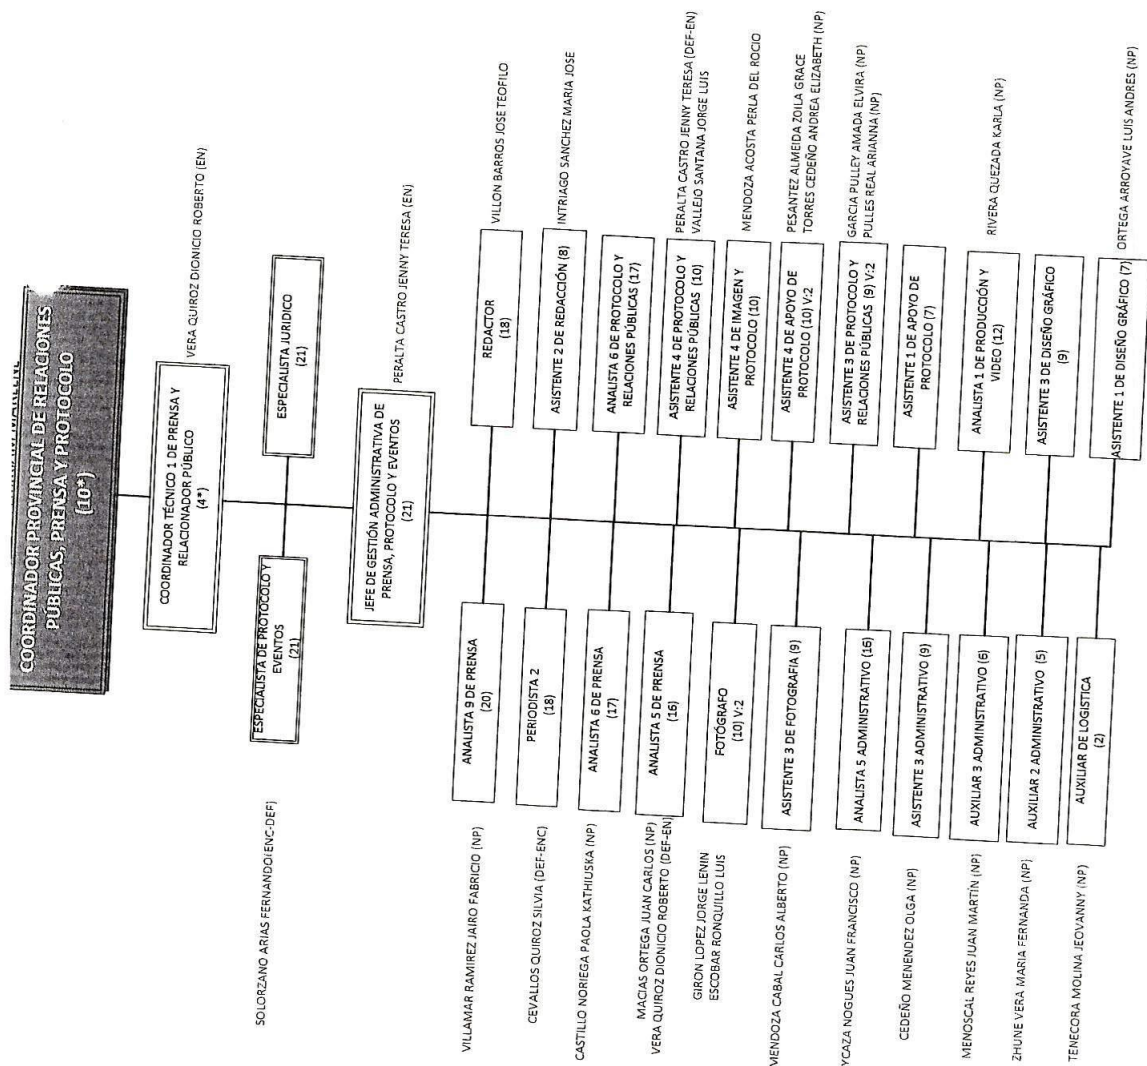 COORDINADOR PROVINCIAL DE RELACIONES
PÚBLICAS, PRENSA Y PROTOCOLO
(10*)
COORDINADOR TÉCNICO 1 DE PRENSA Y
RELACIONADOR PÚBLICO
(4*)
VERA QUIROZ DIONICIO ROBERTO (EN)
SOLORZANO ARIAS FERNANDO(ENC-DEF)
ESPECIALISTA DE PROTOCOLO Y
EVENTOS
(21)
ESPECIALISTA JURIDICO
(21)
JEFE DE GESTIÓN ADMINISTRATIVA DE
PRENSA, PROTOCOLO Y EVENTOS
(21)
PERALTA CASTRO JENNY TERESA (EN)
VILLAMAR RAMIREZ JAIRO FABRICIO (NP)
ANALISTA 9 DE PRENSA
(20)
REDACTOR
(18)
VILLON BARROS JOSE TEOFILO
CEVALLOS QUIROZ SILVIA (DEF-ENC)
PERIODISTA 2
(18)
ASISTENTE 2 DE REDACCIÓN (8)
INTRIAGO SANCHEZ MARIA JOSE
CASTILLO NORIEGA PAOLA KATHIUSKA (NP)
ANALISTA 6 DE PRENSA
(17)
ANALISTA 6 DE PROTOCOLO Y
RELACIONES PÚBLICAS (17)
MACIAS ORTEGA JUAN CARLOS (NP)
VERA QUIROZ DIONICIO ROBERTO (DEF-EN)
ANALISTA 5 DE PRENSA
(16)
ASISTENTE 4 DE PROTOCOLO Y
RELACIONES PÚBLICAS (10)
PERALTA CASTRO JENNY TERESA (DEF-EN)
VALLEJO SANTANA JORGE LUIS
GIRON LOPEZ JORGE LENIN
ESCOBAR RONQUILLO LUIS
FOTÓGRAFO
(10) V:2
ASISTENTE 4 DE IMAGEN Y
PROTOCOLO (10)
MENDOZA ACOSTA PERLA DEL ROCIO
MENDOZA CABAL CARLOS ALBERTO (NP)
ASISTENTE 3 DE FOTOGRAFIA (9)
ASISTENTE 4 DE APOYO DE
PROTOCOLO (10) V:2
PESANTEZ ALMEIDA ZOILA GRACE
TORRES CEDEÑO ANDREA ELIZABETH (NP)
YCAZA NOGUES JUAN FRANCISCO (NP)
ANALISTA 5 ADMINISTRATIVO (16)
ASISTENTE 3 DE PROTOCOLO Y
RELACIONES PÚBLICAS (9) V:2
GARCIA PULLEY AMADA ELVIRA (NP)
PULLES REAL ARIANNA (NP)
CEDEÑO MENENDEZ OLGA (NP)
ASISTENTE 3 ADMINISTRATIVO (9)
ASISTENTE 1 DE APOYO DE
PROTOCOLO (7)
MENOSCAL REYES JUAN MARTÍN (NP)
AUXILIAR 3 ADMINISTRATIVO (6)
ANALISTA 1 DE PRODUCCIÓN Y
VIDEO (12)
RIVERA QUEZADA KARLA (NP)
ZHUNE VERA MARIA FERNANDA (NP)
AUXILIAR 2 ADMINISTRATIVO (5)
ASISTENTE 3 DE DISEÑO GRÁFICO
(9)
TENECORA MOLINA JEOVANNY (NP)
AUXILIAR DE LOGISTICA
(2)
ASISTENTE 1 DE DISEÑO GRÁFICO (7)
ORTEGA ARROYAVE LUIS ANDRES (NP)